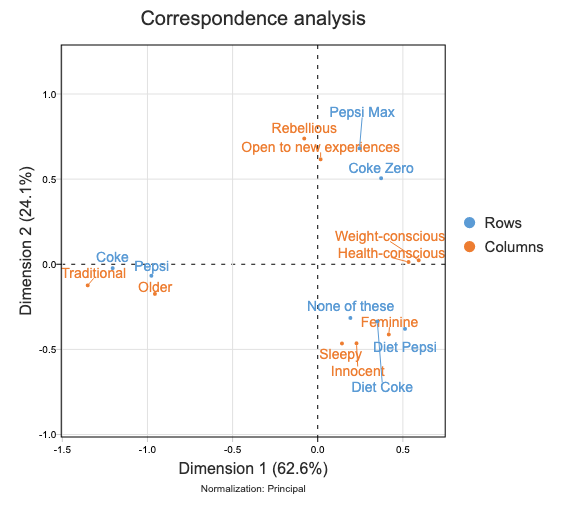 Correspondence analysis
1.0
0.5
0.0
-0.5
-1.0
Dimension 2 (24.1%)
Pepsi Max
Rebellious
Open to new experiences
Coke Zero
Weight-conscious
Health-conscious
Coke
Pepsi
Traditional
Older
None of these
Feminine
Diet Pepsi
Sleepy
Innocent
Diet Coke
Rows
Columns
-1.5 -1.0 -0.5 0.0 0.5
Dimension 1 (62.6%)
Normalization: Principal